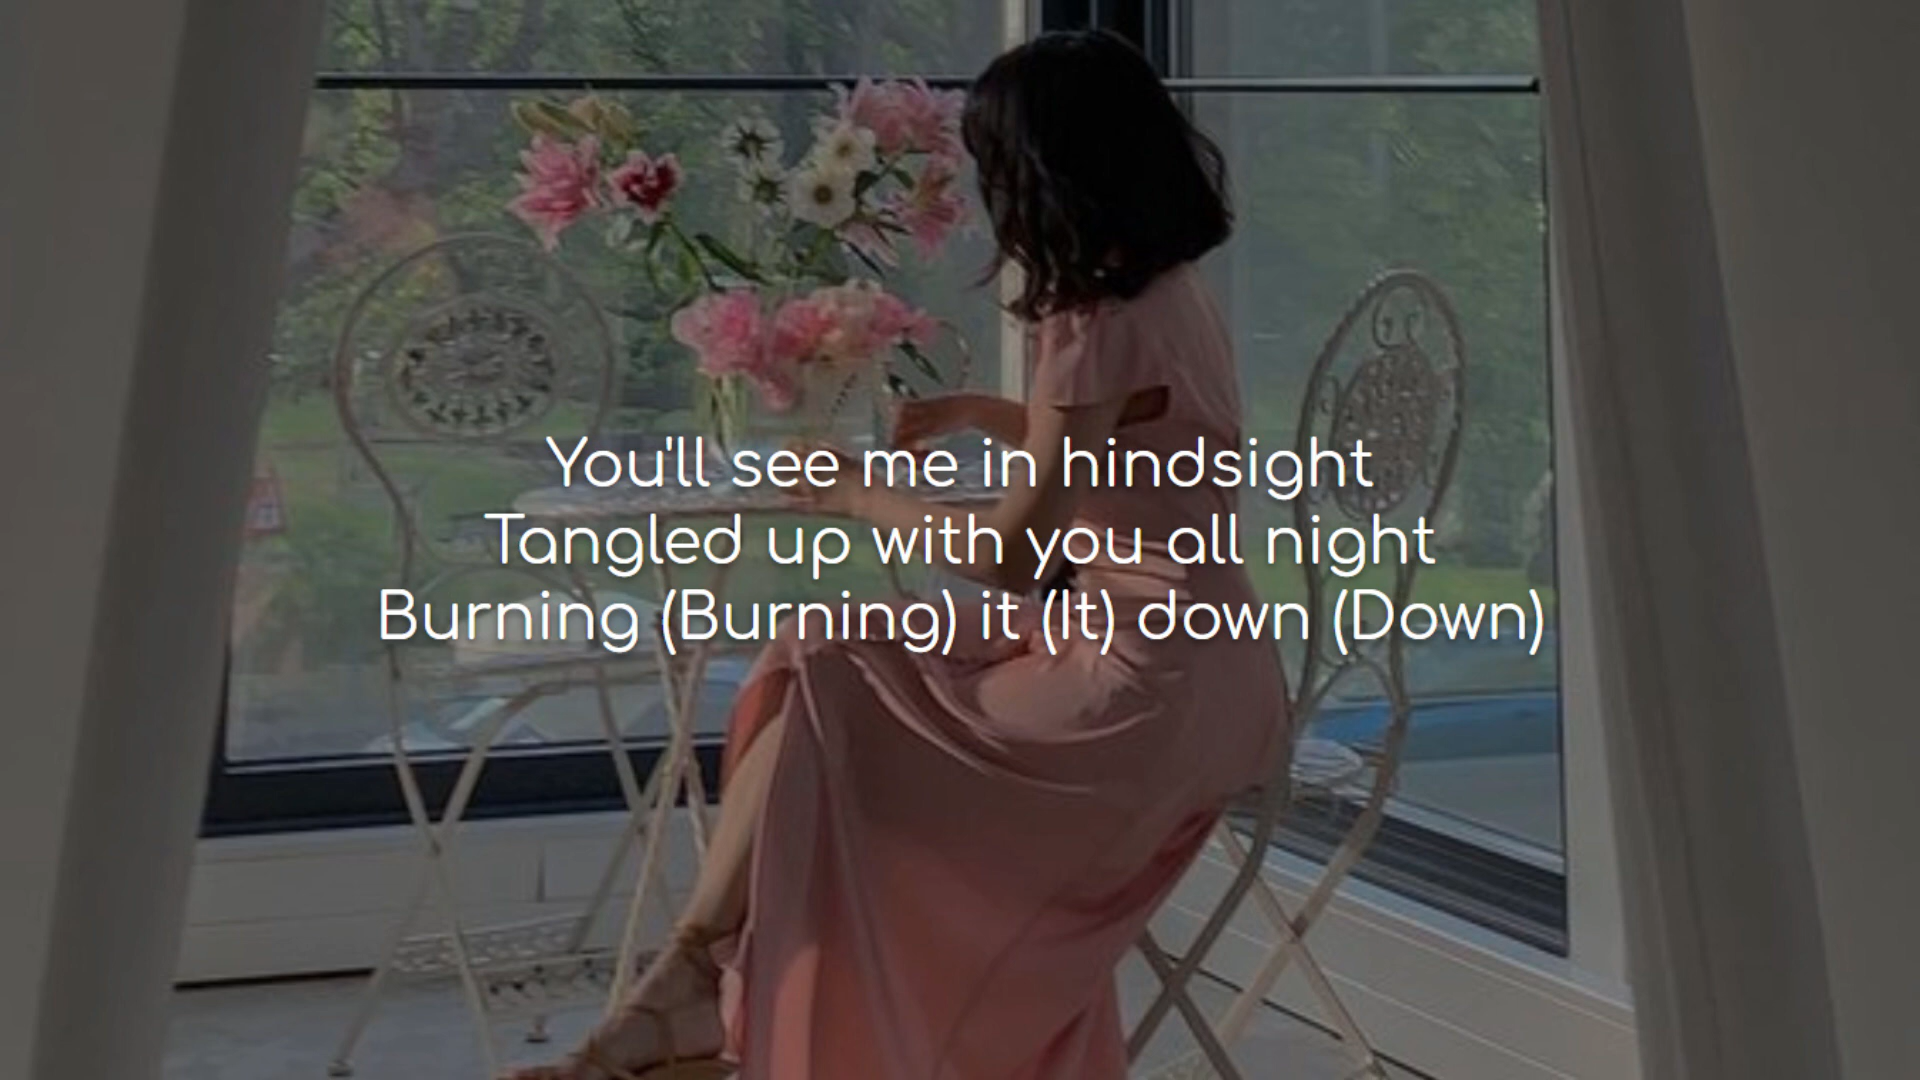 You'll see me in hindsight
Tangled up with you all night
Burning (Burning) it (It) down (Down)